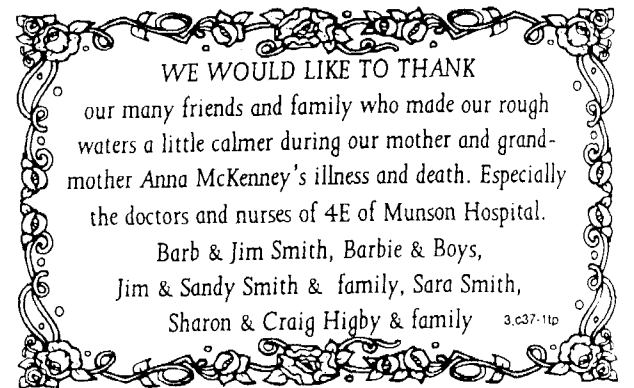 WE WOULD LIKE TO THANK
our many friends and family who made our rough
waters a little calmer during our mother and grand-
mother Anna McKenney's illness and death. Especially
the doctors and nurses of 4E of Munson Hospital.
Barb & Jim Smith, Barbie & Boys,
Jim & Sandy Smith & family, Sara Smith,
Sharon & Craig Higby & family 3,c37-1tp